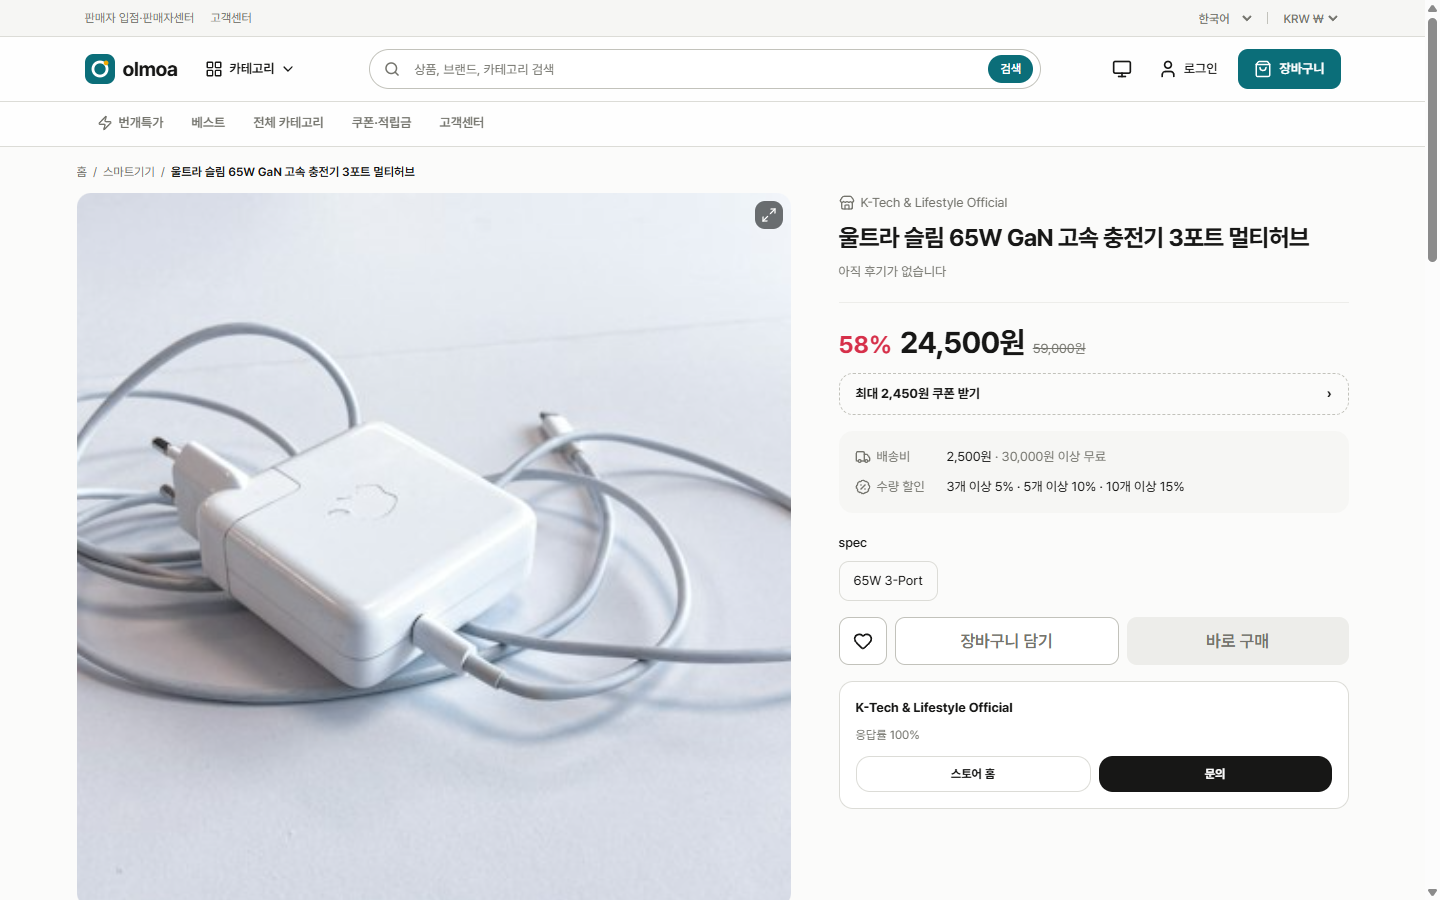 판매자 입점·판매자센터 고객센터 한국어 KRW ₩
olmoa 카테고리 상품, 브랜드, 카테고리 검색 검색 로그인 장바구니
번개특가 베스트 전체 카테고리 쿠폰·적립금 고객센터
홈 / 스마트기기 / 울트라 슬림 65W GaN 고속 충전기 3포트 멀티허브
K-Tech & Lifestyle Official
울트라 슬림 65W GaN 고속 충전기 3포트 멀티허브
아직 후기가 없습니다
58% 24,500원 59,000원
최대 2,450원 쿠폰 받기 ›
배송비 2,500원 · 30,000원 이상 무료
수량 할인 3개 이상 5% · 5개 이상 10% · 10개 이상 15%
spec
65W 3-Port
장바구니 담기 바로 구매
K-Tech & Lifestyle Official
응답률 100%
스토어 홈 문의